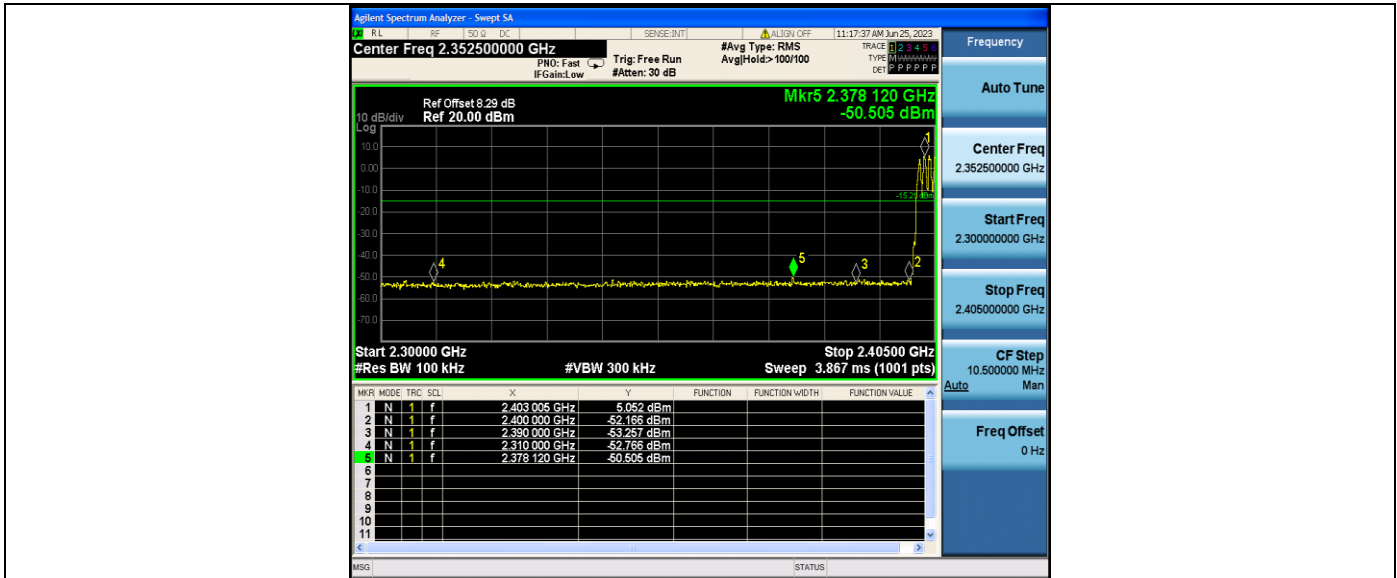 Agilent Spectrum Analyzer - Swept SA
RL RF 50 Ω DC SENSE:INT ALIGN OFF 11:17:37 AM Jun 25, 2023
Center Freq 2.352500000 GHz
PNO: Fast
IFGain:Low
Trig: Free Run
#Atten: 30 dB
#Avg Type: RMS
Avg|Hold:>100/100
TRACE 1 2 3 4 5 6
TYPE M
DET P P P P P P
Mkr5 2.378 120 GHz
-50.505 dBm
Ref Offset 8.29 dB
10 dB/div Ref 20.00 dBm
Log
10.0
0.00
-10.0
-20.0
-30.0
-40.0
-50.0
-60.0
-70.0
1
4
5
3
2
Start 2.30000 GHz Stop 2.40500 GHz
#Res BW 100 kHz #VBW 300 kHz Sweep 3.867 ms (1001 pts)
MKR MODE TRC SCL X Y FUNCTION FUNCTION WIDTH FUNCTION VALUE
1 N 1 f 2.403 005 GHz 5.052 dBm
2 N 1 f 2.400 000 GHz -52.166 dBm
3 N 1 f 2.390 000 GHz -53.257 dBm
4 N 1 f 2.310 000 GHz -52.766 dBm
5 N 1 f 2.378 120 GHz -50.505 dBm
6
7
8
9
10
11
MSG STATUS
Frequency
Auto Tune
Center Freq
2.352500000 GHz
Start Freq
2.300000000 GHz
Stop Freq
2.405000000 GHz
CF Step
10.500000 MHz
Auto Man
Freq Offset
0 Hz